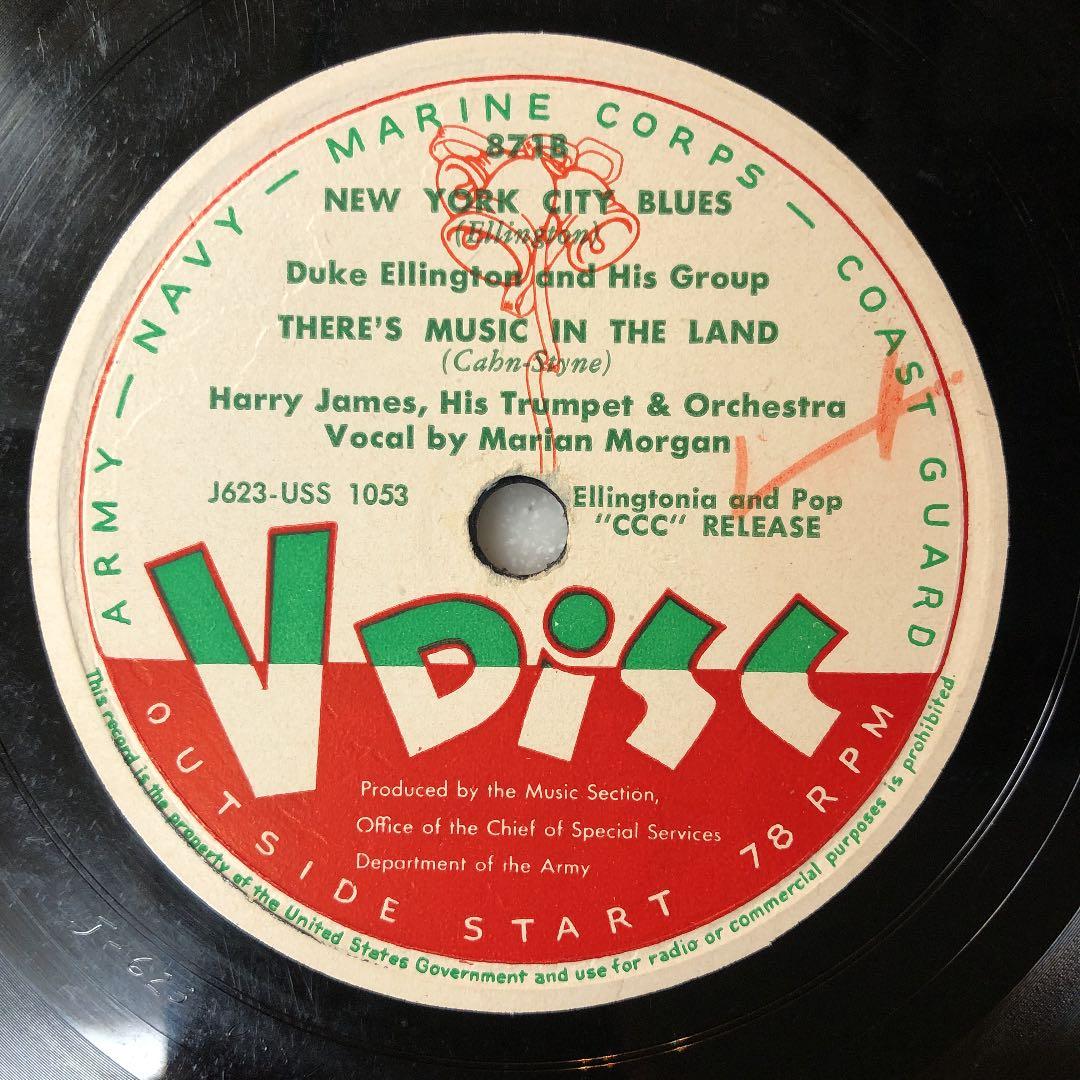 ARMY — NAVY — MARINE CORPS — COAST GUARD
871B
NEW YORK CITY BLUES
(Ellington)
Duke Ellington and His Group
THERE'S MUSIC IN THE LAND
(Cahn-Styne)
Harry James, His Trumpet & Orchestra
Vocal by Marian Morgan
J623-USS 1053
Ellingtonia and Pop
"CCC" RELEASE
V DiSC
Produced by the Music Section,
Office of the Chief of Special Services
Department of the Army
OUTSIDE START 78 RPM
This record is the property of the United States Government and use for radio or commercial purposes is prohibited.
J-623